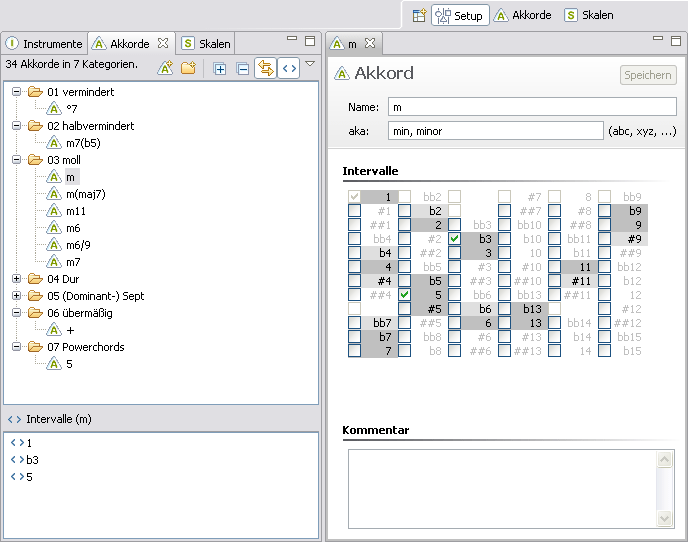 Setup Akkorde Skalen
Instrumente Akkorde Skalen
34 Akkorde in 7 Kategorien.
01 vermindert
°7
02 halbvermindert
m7(b5)
03 moll
m
m(maj7)
m11
m6
m6/9
m7
04 Dur
05 (Dominant-) Sept
06 übermäßig
+
07 Powerchords
5
Intervalle (m)
1
b3
5
m
Akkord
Speichern
Name: m
aka: min, minor (abc, xyz, ...)
Intervalle
1 bb2 #7 8 bb9
#1 b2 ##7 #8 b9
##1 2 bb3 bb10 ##8 9
bb4 #2 b3 b10 bb11 #9
b4 ##2 3 10 b11 ##9
4 bb5 #3 #10 11 bb12
#4 b5 ##3 ##10 #11 b12
##4 5 bb6 bb13 ##11 12
#5 b6 b13 #12
bb7 ##5 6 13 bb14 ##12
b7 bb8 #6 #13 b14 bb15
7 b8 ##6 ##13 14 b15
Kommentar